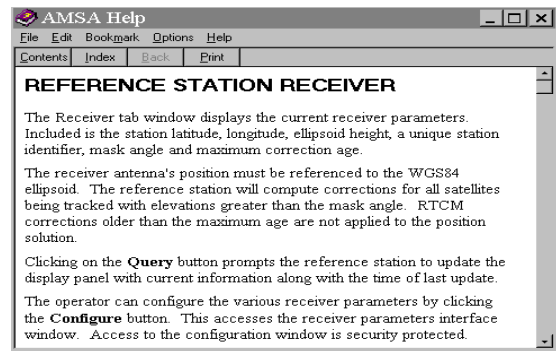 AMSA Help
File Edit Bookmark Options Help
Contents Index Back Print
REFERENCE STATION RECEIVER
The Receiver tab window displays the current receiver parameters.
Included is the station latitude, longitude, ellipsoid height, a unique station
identifier, mask angle and maximum correction age.
The receiver antenna's position must be referenced to the WGS84
ellipsoid. The reference station will compute corrections for all satellites
being tracked with elevations greater than the mask angle. RTCM
corrections older than the maximum age are not applied to the position
solution.
Clicking on the Query button prompts the reference station to update the
display panel with current information along with the time of last update.
The operator can configure the various receiver parameters by clicking
the Configure button. This accesses the receiver parameters interface
window. Access to the configuration window is security protected.